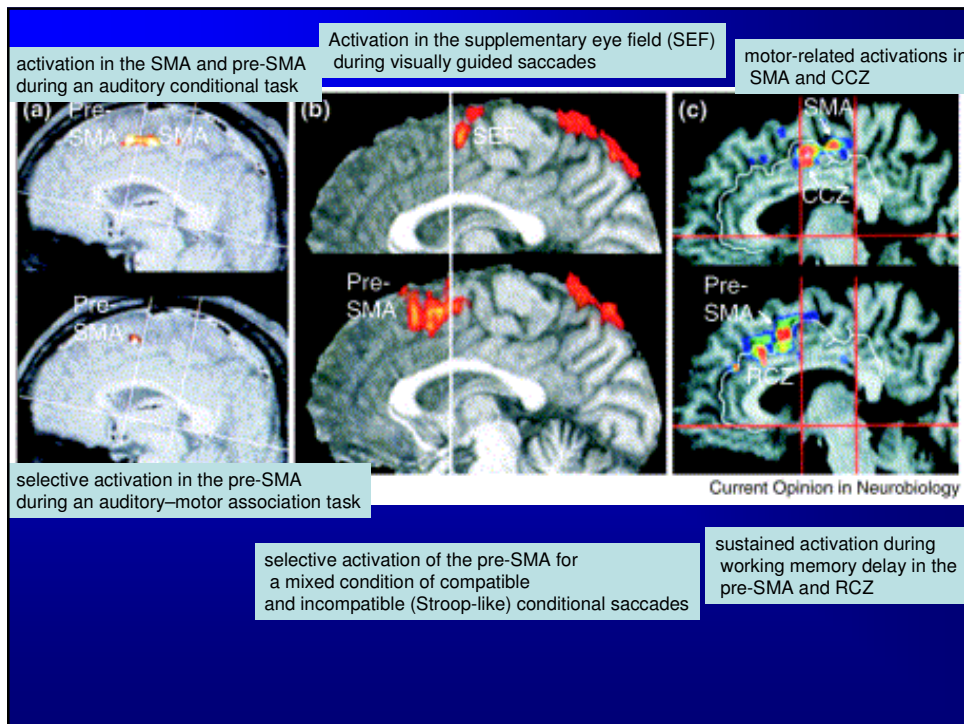 activation in the SMA and pre-SMA
during an auditory conditional task
Activation in the supplementary eye field (SEF)
during visually guided saccades
motor-related activations in
SMA and CCZ
(a)
Pre-
SMA
SMA
(b)
SEF
(c)
SMA
CCZ
Pre-
SMA
Pre-
SMA
Pre-
SMA
RCZ
Current Opinion in Neurobiology
selective activation in the pre-SMA
during an auditory–motor association task
selective activation of the pre-SMA for
a mixed condition of compatible
and incompatible (Stroop-like) conditional saccades
sustained activation during
working memory delay in the
pre-SMA and RCZ